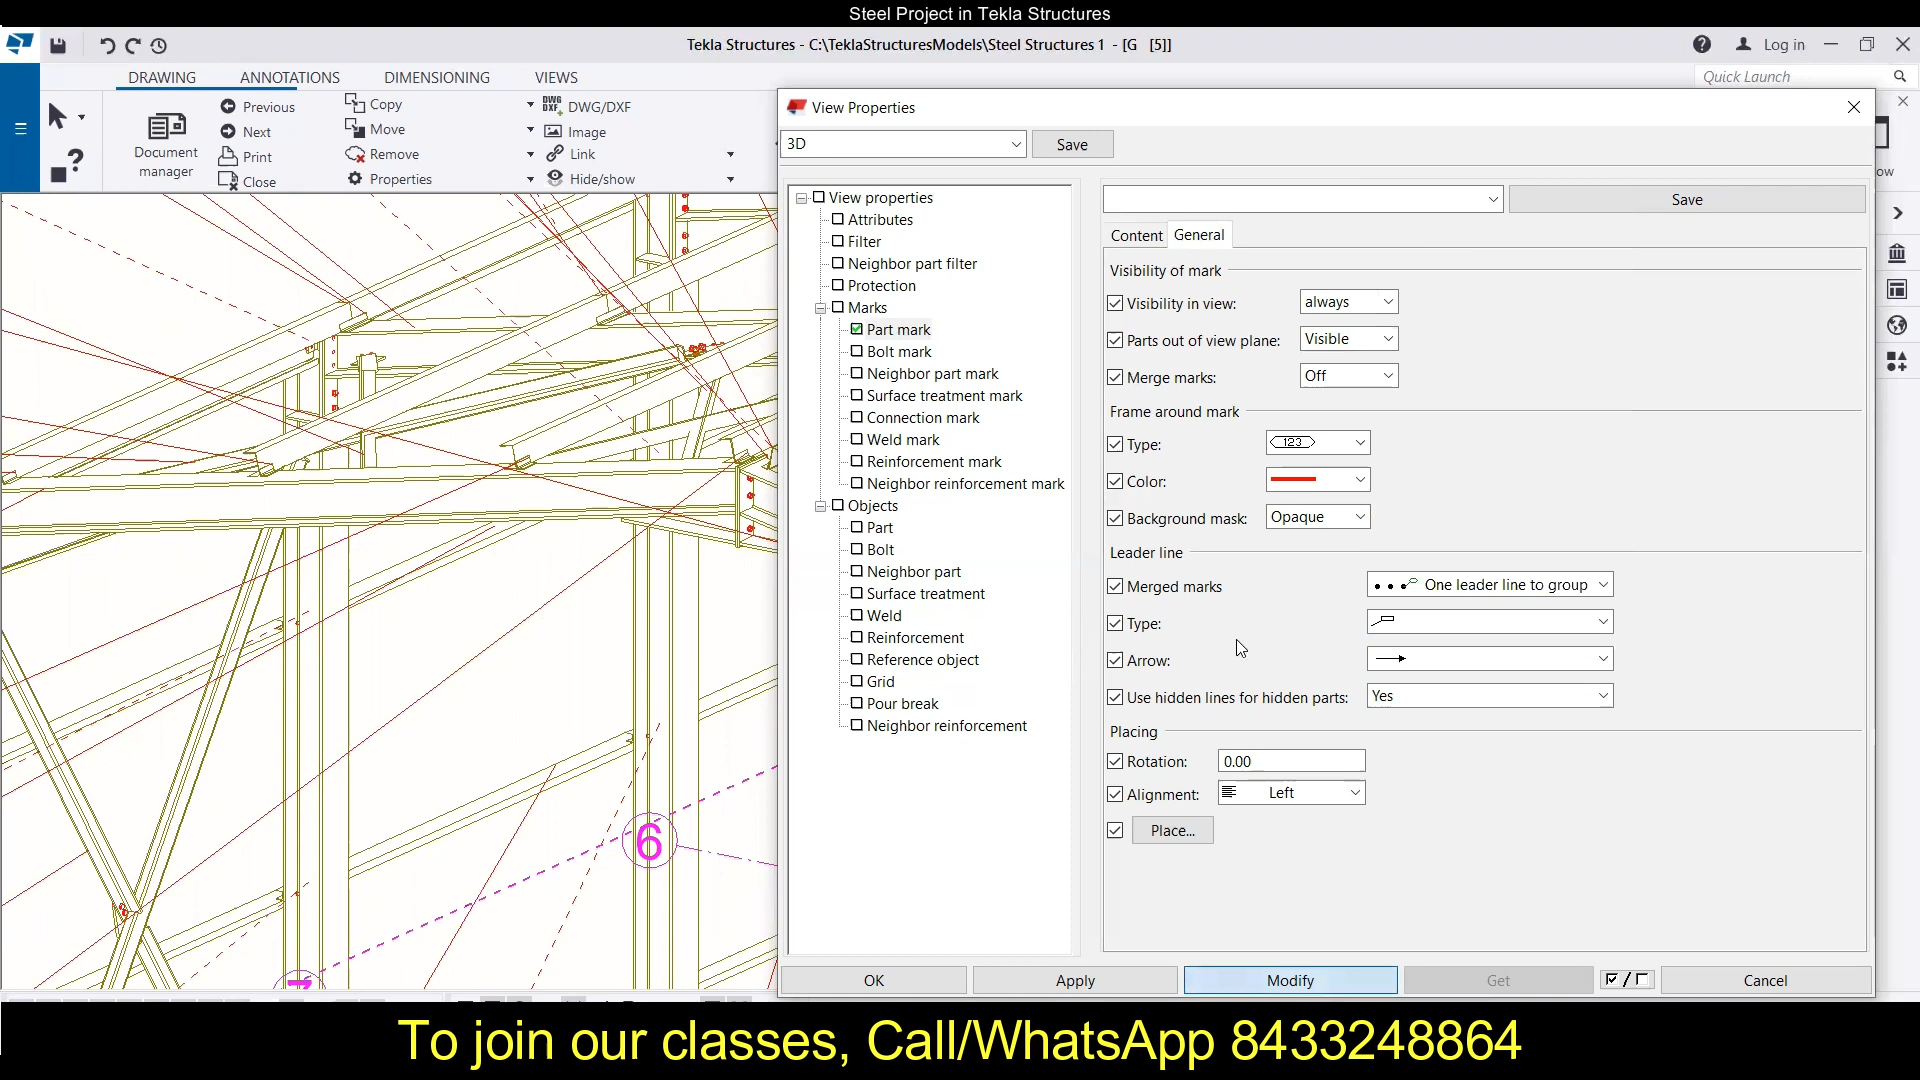 Steel Project in Tekla Structures
Tekla Structures - C:\TeklaStructuresModels\Steel Structures 1 - [G [5]]
Log in
DRAWING ANNOTATIONS DIMENSIONING VIEWS
Quick Launch
Document manager
Previous
Next
Print
Close
Copy
Move
Remove
Properties
DWG/DXF
Image
Link
Hide/show
View Properties
3D
Save
View properties
Attributes
Filter
Neighbor part filter
Protection
Marks
Part mark
Bolt mark
Neighbor part mark
Surface treatment mark
Connection mark
Weld mark
Reinforcement mark
Neighbor reinforcement mark
Objects
Part
Bolt
Neighbor part
Surface treatment
Weld
Reinforcement
Reference object
Grid
Pour break
Neighbor reinforcement
Save
Content General
Visibility of mark
Visibility in view: always
Parts out of view plane: Visible
Merge marks: Off
Frame around mark
Type: 123
Color:
Background mask: Opaque
Leader line
Merged marks One leader line to group
Type:
Arrow:
Use hidden lines for hidden parts: Yes
Placing
Rotation: 0.00
Alignment: Left
Place...
OK Apply Modify Get Cancel
6
To join our classes, Call/WhatsApp 8433248864